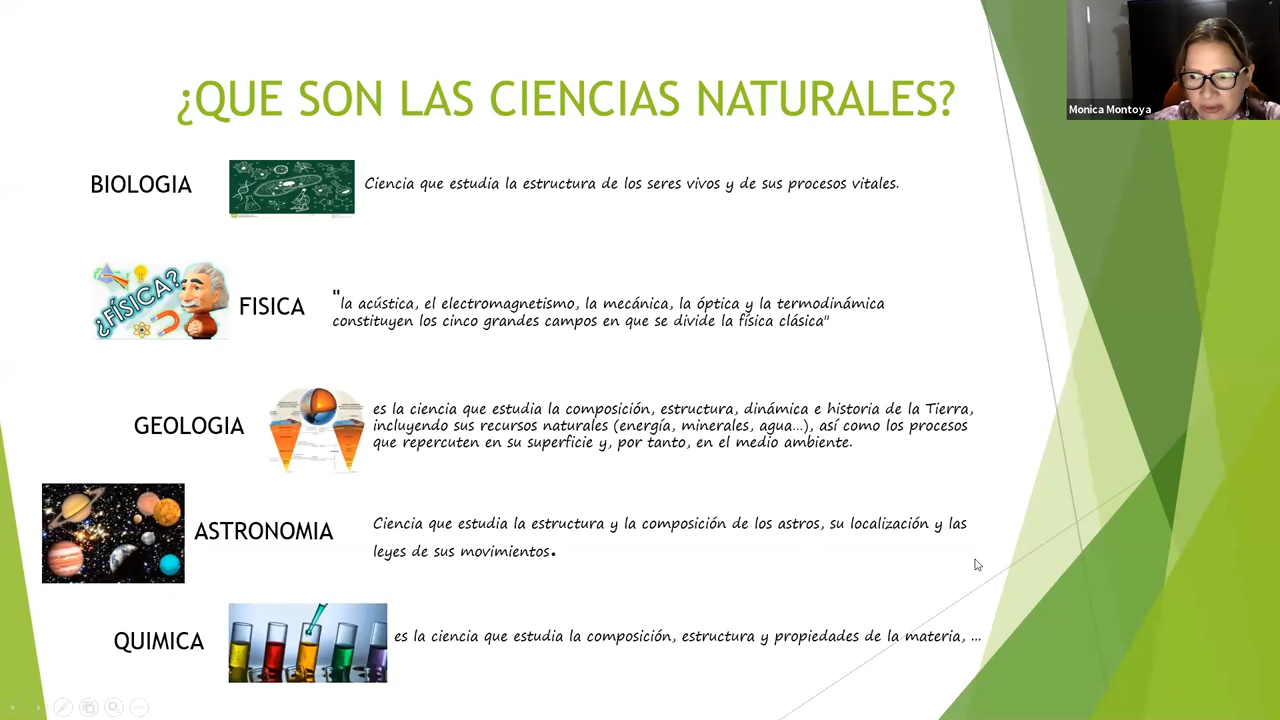 ¿QUE SON LAS CIENCIAS NATURALES?
Monica Montoya
BIOLOGIA
Ciencia que estudia la estructura de los seres vivos y de sus procesos vitales.
¿FÍSICA?
FISICA
"la acústica, el electromagnetismo, la mecánica, la óptica y la termodinámica
constituyen los cinco grandes campos en que se divide la física clásica"
GEOLOGIA
es la ciencia que estudia la composición, estructura, dinámica e historia de la Tierra,
incluyendo sus recursos naturales (energía, minerales, agua...), así como los procesos
que repercuten en su superficie y, por tanto, en el medio ambiente.
ASTRONOMIA
Ciencia que estudia la estructura y la composición de los astros, su localización y las
leyes de sus movimientos.
QUIMICA
es la ciencia que estudia la composición, estructura y propiedades de la materia, ...